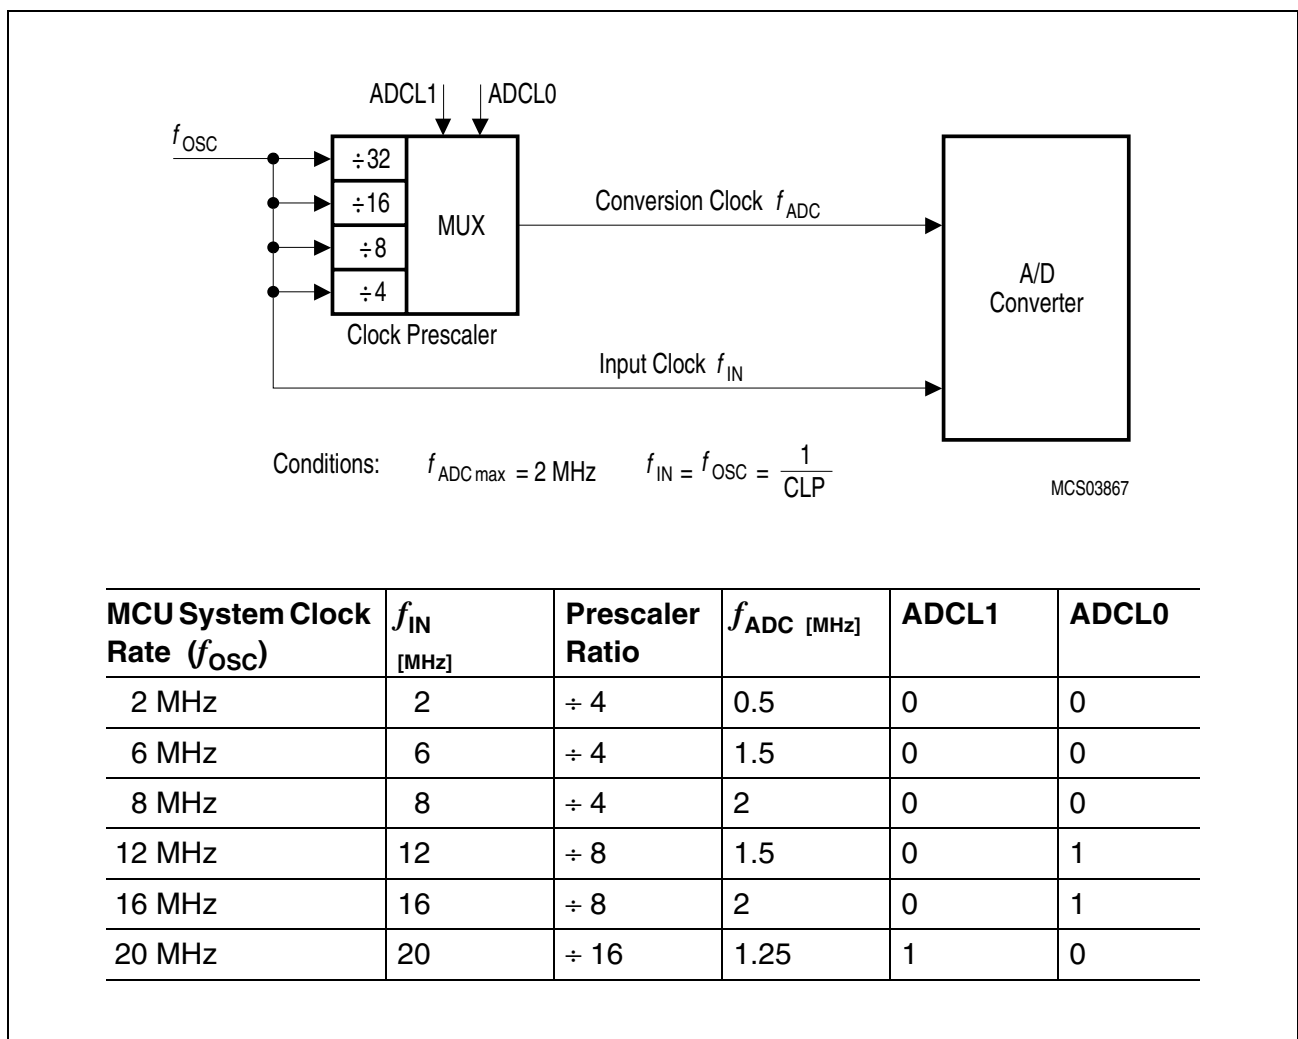 ADCL1 ADCL0
f OSC
÷32
÷16
÷8
÷4
MUX
Conversion Clock f ADC
A/D
Converter
Clock Prescaler
Input Clock f IN
Conditions: f ADC max = 2 MHz f IN = f OSC = 1 / CLP
MCS03867
MCU System Clock Rate (fOSC) fIN [MHz] Prescaler Ratio fADC [MHz] ADCL1 ADCL0
2 MHz 2 ÷ 4 0.5 0 0
6 MHz 6 ÷ 4 1.5 0 0
8 MHz 8 ÷ 4 2 0 0
12 MHz 12 ÷ 8 1.5 0 1
16 MHz 16 ÷ 8 2 0 1
20 MHz 20 ÷ 16 1.25 1 0